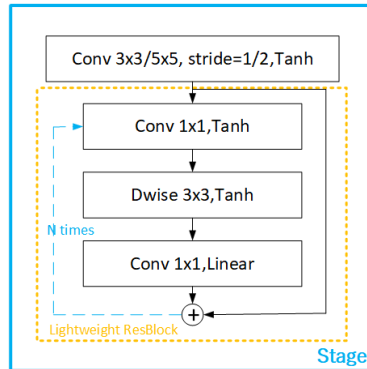 Conv 3x3/5x5, stride=1/2,Tanh
Conv 1x1,Tanh
Dwise 3x3,Tanh
N times
Conv 1x1,Linear
+
Lightweight ResBlock
Stage